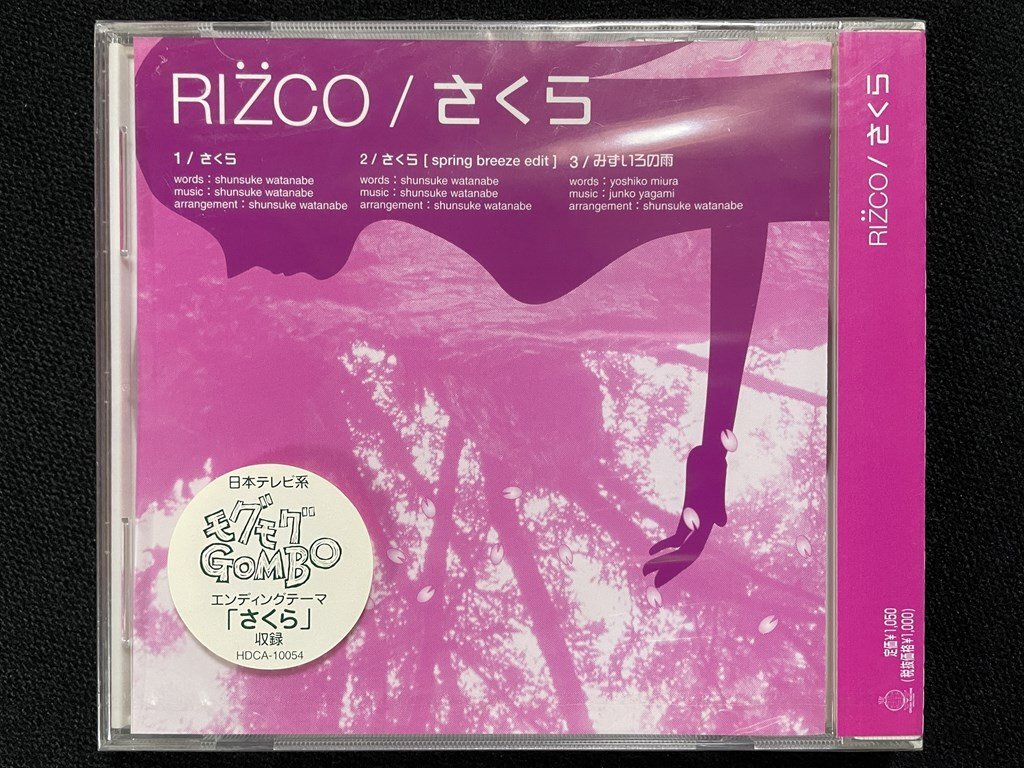 RIZ̈CO / さくら
1 / さくら
words：shunsuke watanabe
music：shunsuke watanabe
arrangement：shunsuke watanabe
2 / さくら [ spring breeze edit ]
words：shunsuke watanabe
music：shunsuke watanabe
arrangement：shunsuke watanabe
3 / みずいろの雨
words：yoshiko miura
music：junko yagami
arrangement：shunsuke watanabe
日本テレビ系
モグモグ
GOMBO
エンディングテーマ
「さくら」
収録
HDCA-10054
RIZ̈CO / さくら
定価¥1,050
(税抜価格¥1,000)